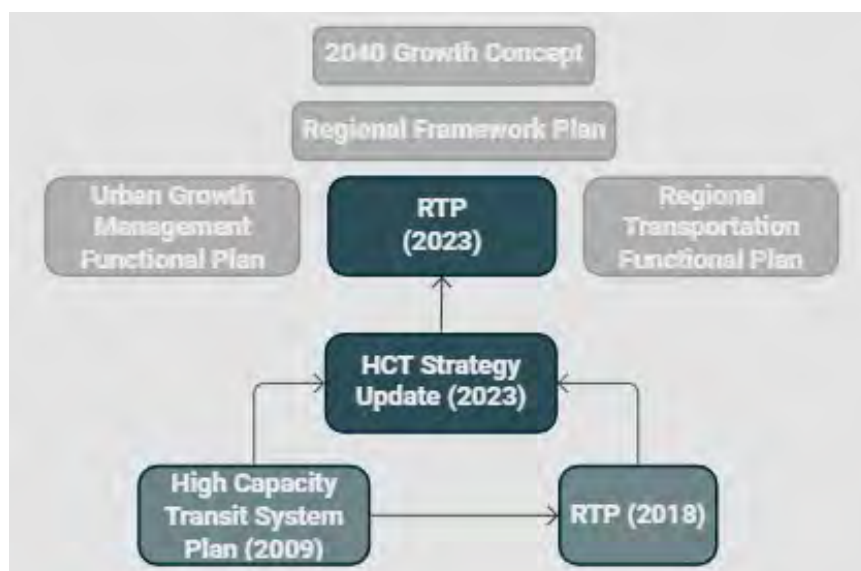 2040 Growth Concept
Regional Framework Plan
Urban Growth
Management
Functional Plan
RTP
(2023)
Regional
Transportation
Functional Plan
HCT Strategy
Update (2023)
High Capacity
Transit System
Plan (2009)
RTP (2018)